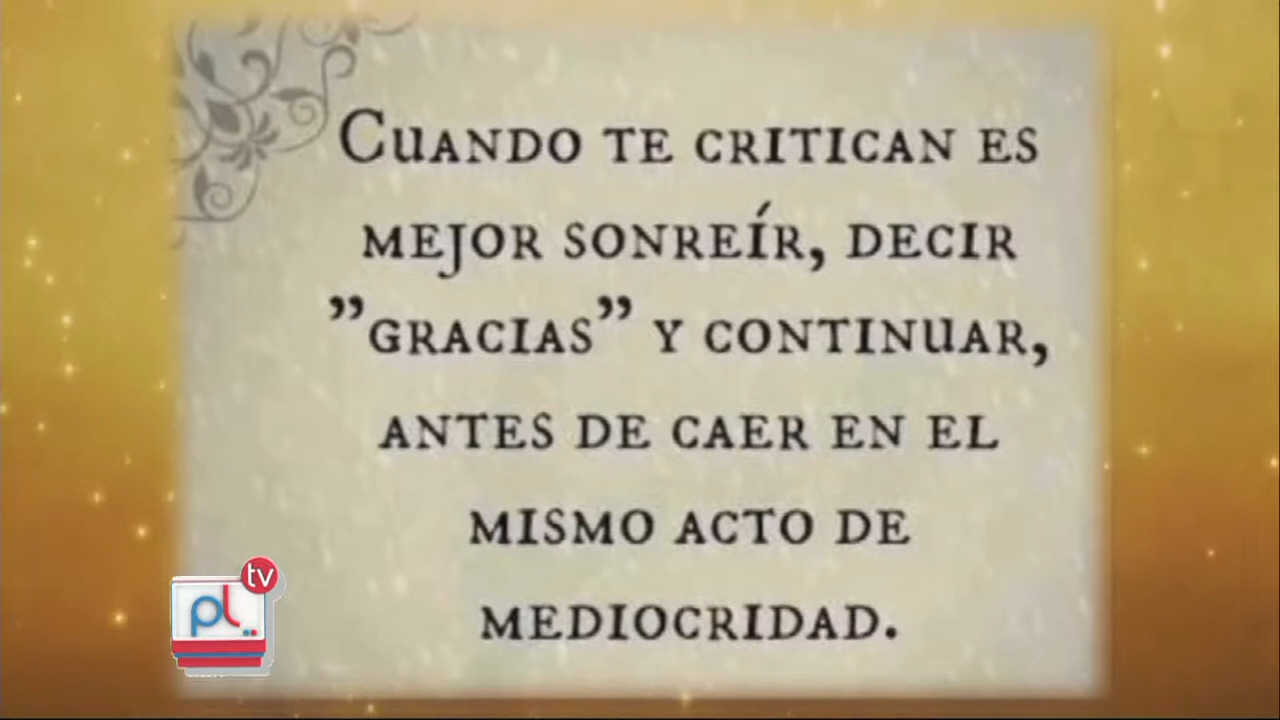 Cuando te critican es
mejor sonreír, decir
”gracias” y continuar,
antes de caer en el
mismo acto de
mediocridad.
tv
pl..